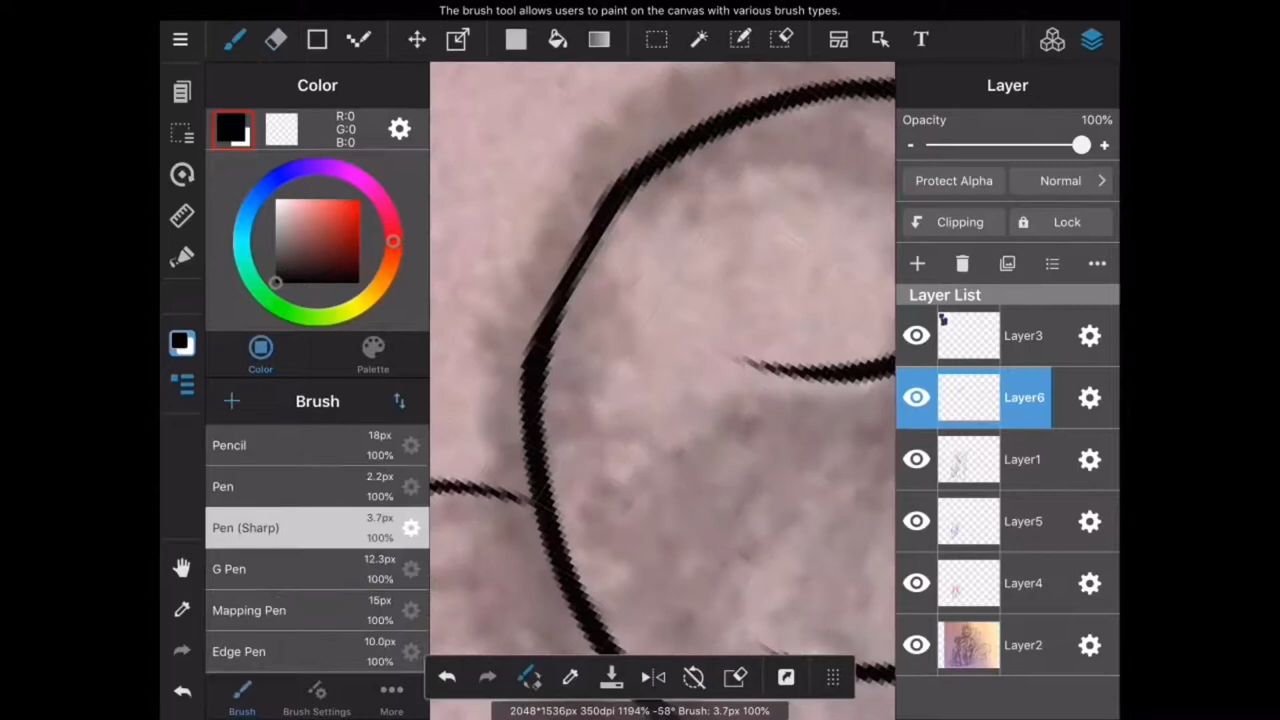 The brush tool allows users to paint on the canvas with various brush types.
T
Color
R:0
G:0
B:0
Color
Palette
Brush
Pencil
18px
100%
Pen
2.2px
100%
Pen (Sharp)
3.7px
100%
G Pen
12.3px
100%
Mapping Pen
15px
100%
Edge Pen
10.0px
100%
Brush
Brush Settings
More
2048*1536px 350dpi 1194% -58° Brush: 3.7px 100%
Layer
Opacity
100%
Protect Alpha
Normal
Clipping
Lock
Layer List
Layer3
Layer6
Layer1
Layer5
Layer4
Layer2